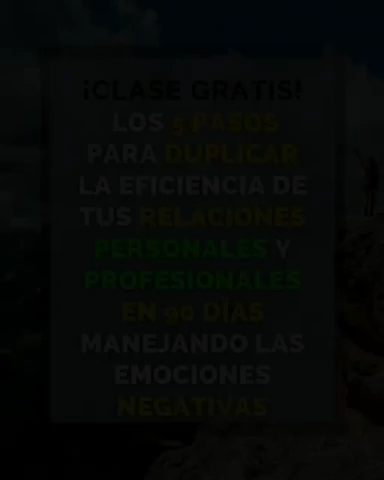 ¡CLASE GRATIS!
LOS 5 PASOS
PARA DUPLICAR
LA EFICIENCIA DE
TUS RELACIONES
PERSONALES Y
PROFESIONALES
EN 90 DÍAS
MANEJANDO LAS
EMOCIONES
NEGATIVAS